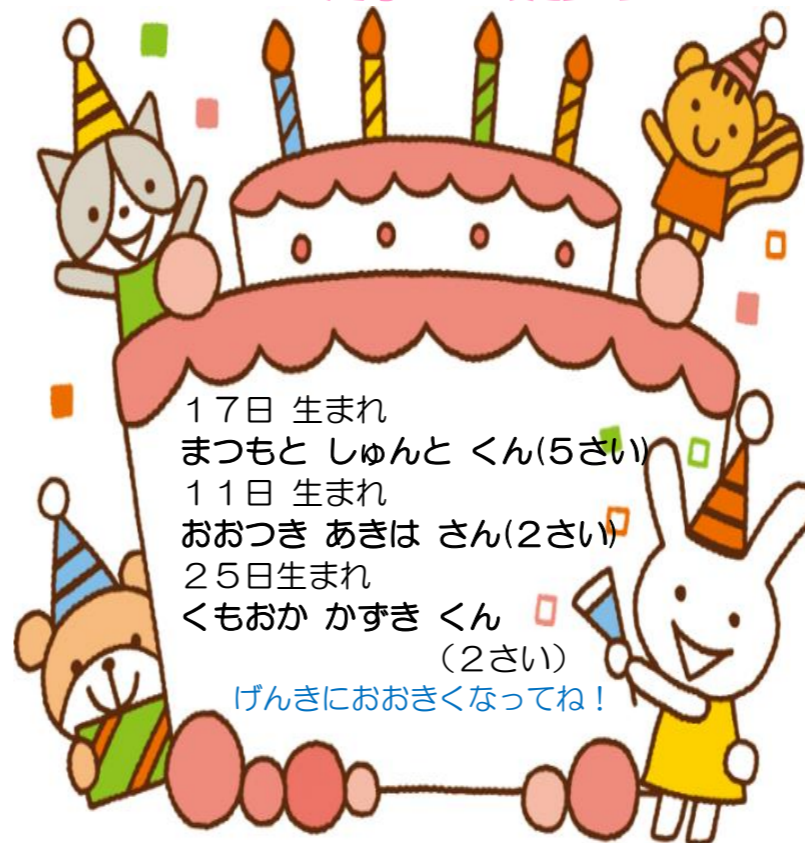 １７日 生まれ
まつもと しゅんと くん(５さい)
１１日 生まれ
おおつき あきは さん(２さい)
２５日生まれ
くもおか かずき くん
（２さい）
げんきにおおきくなってね！